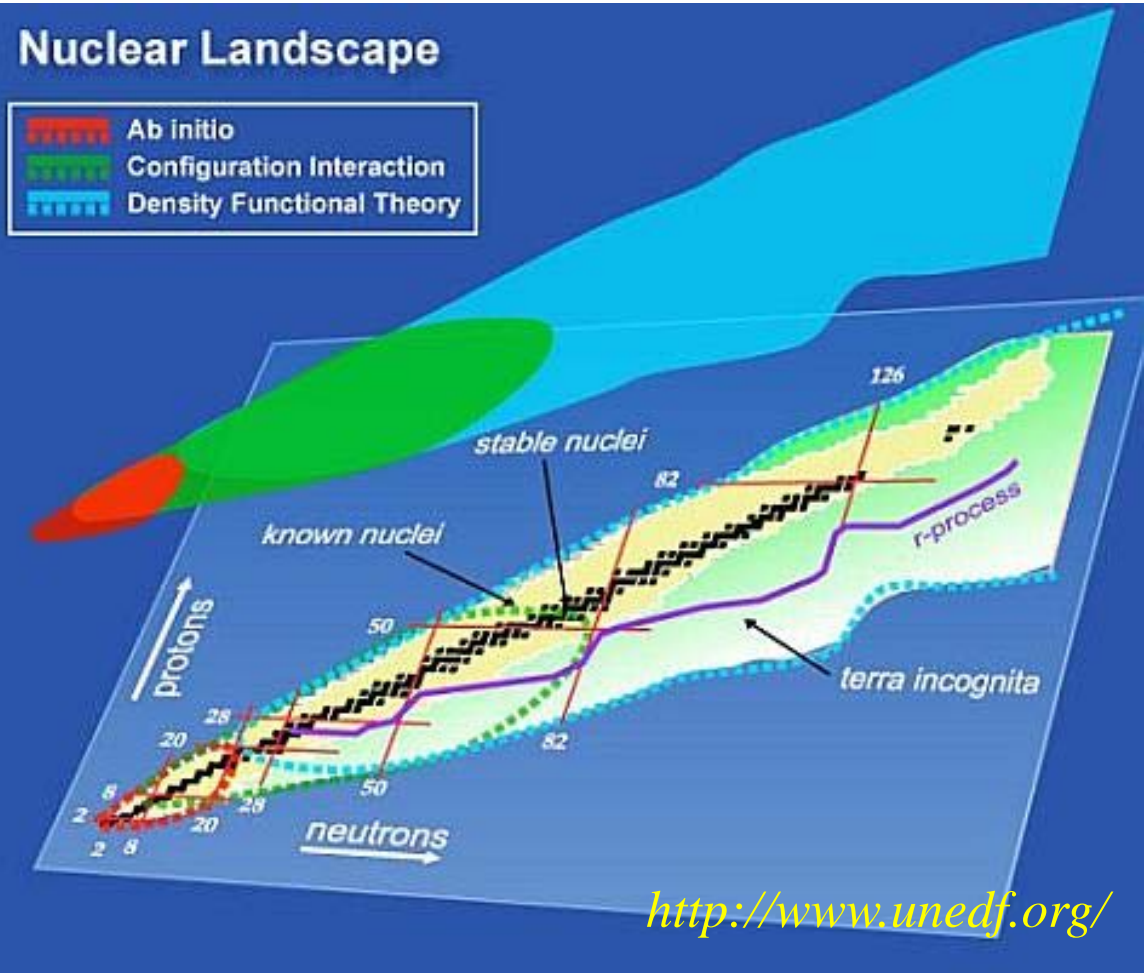 Nuclear Landscape
Ab initio
Configuration Interaction
Density Functional Theory
126
stable nuclei
82
known nuclei
r-process
50
protons
terra incognita
28
82
20
50
8
28
2
20
neutrons
2
8
http://www.unedf.org/